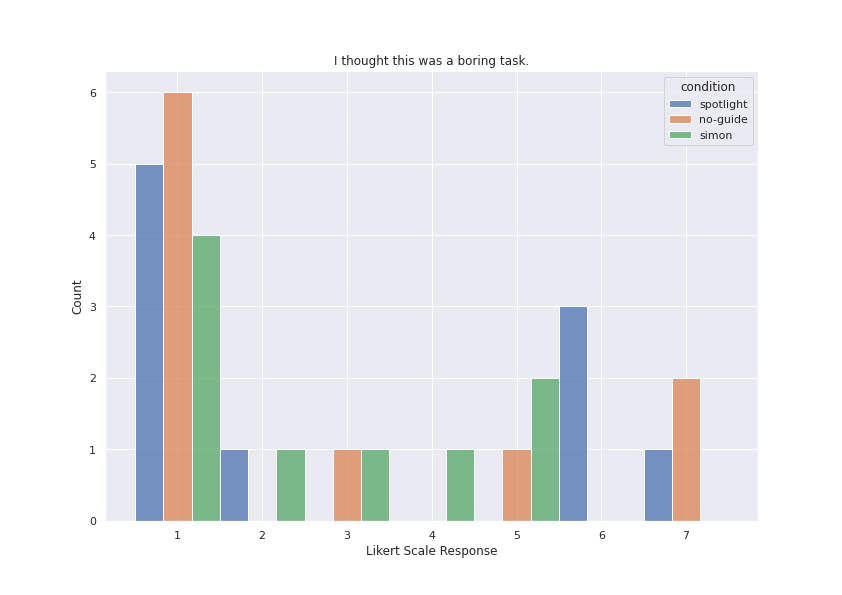 I thought this was a boring task.
condition
spotlight
no-guide
simon
6
5
4
3
2
1
0
Count
1 2 3 4 5 6 7
Likert Scale Response